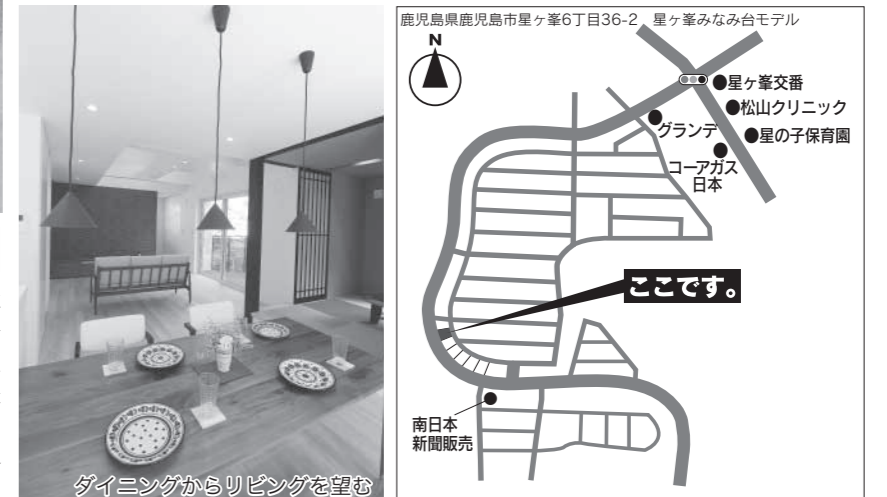 ダイニングからリビングを望む
鹿児島県鹿児島市星ヶ峯6丁目36-2 星ヶ峯みなみ台モデル
N
星ヶ峯交番
松山クリニック
グランデ
星の子保育園
コーアガス
日本
ここです。
南日本
新聞販売